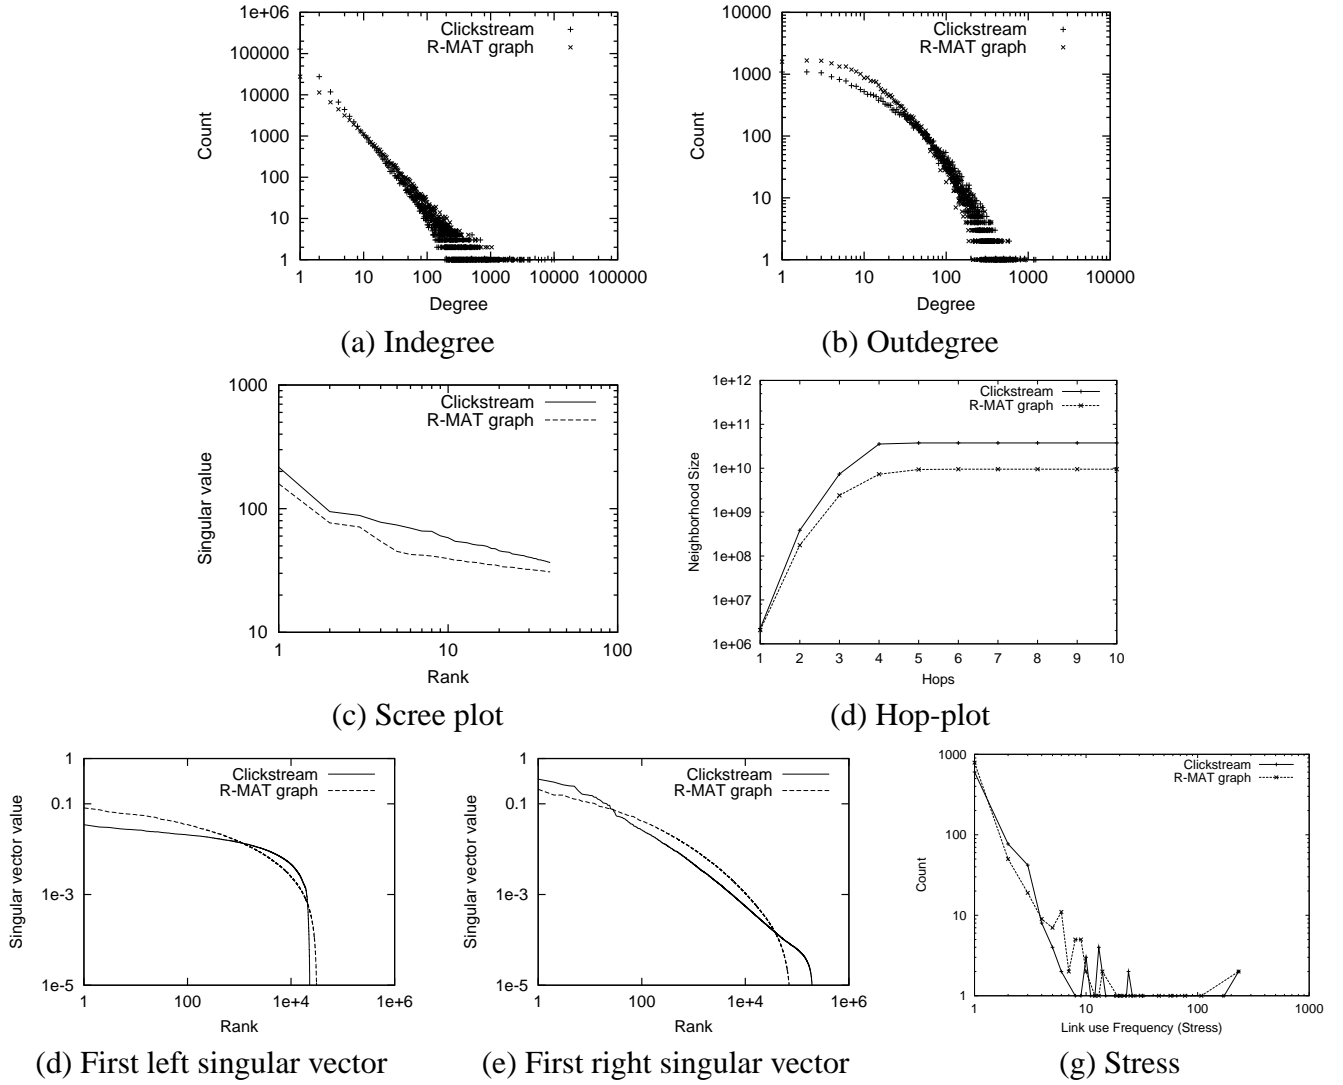 1e+06
100000
10000
1000
100
10
1
Count
Clickstream
R-MAT graph
1 10 100 1000 10000 100000
Degree
(a) Indegree
10000
1000
100
10
1
Count
Clickstream
R-MAT graph
1 10 100 1000 10000
Degree
(b) Outdegree
1000
100
10
Singular value
Clickstream
R-MAT graph
1 10 100
Rank
(c) Scree plot
1e+12
1e+11
1e+10
1e+09
1e+08
1e+07
1e+06
Neighborhood Size
Clickstream
R-MAT graph
1 2 3 4 5 6 7 8 9 10
Hops
(d) Hop-plot
1
0.1
1e-3
1e-5
Singular vector value
Clickstream
R-MAT graph
1 100 1e+4 1e+6
Rank
(d) First left singular vector
1
0.1
1e-3
1e-5
Singular vector value
Clickstream
R-MAT graph
1 100 1e+4 1e+6
Rank
(e) First right singular vector
1000
100
10
1
Count
Clickstream
R-MAT graph
1 10 100 1000
Link use Frequency (Stress)
(g) Stress